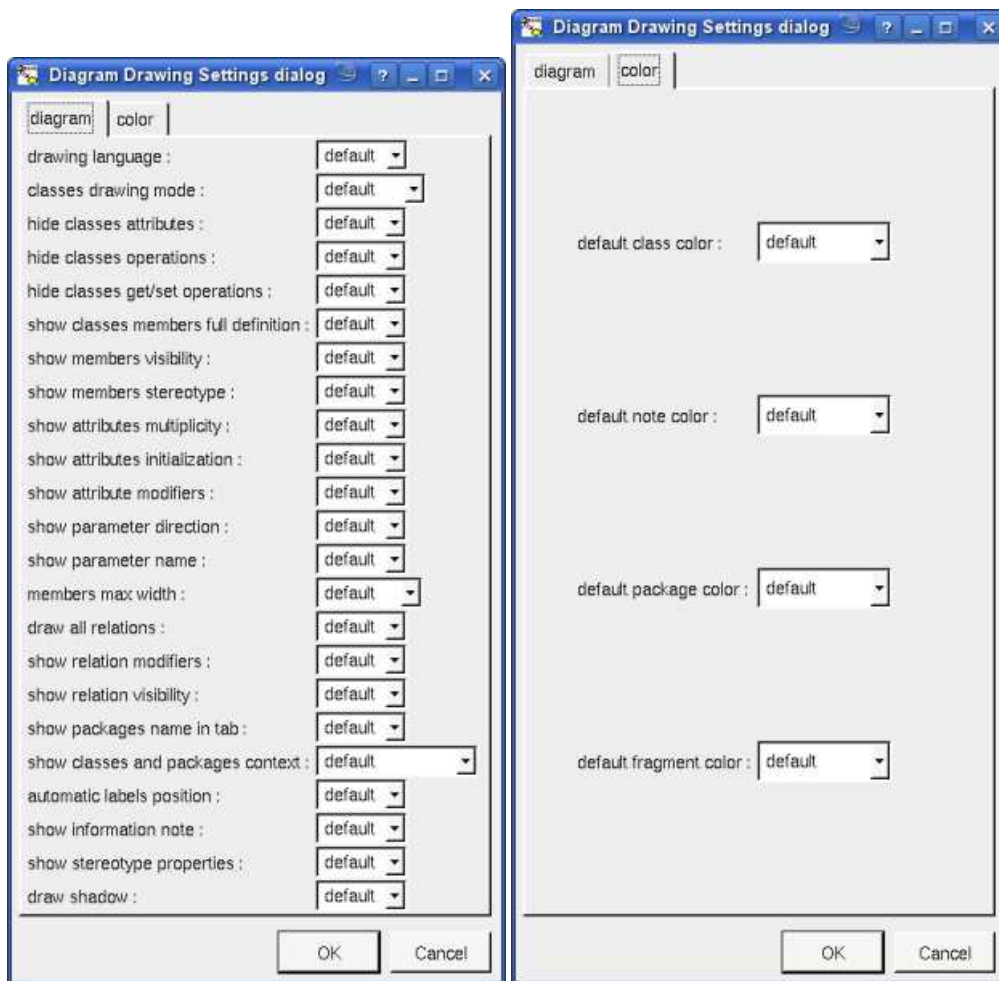 Diagram Drawing Settings dialog
diagram color
drawing language : default
classes drawing mode : default
hide classes attributes : default
hide classes operations : default
hide classes get/set operations : default
show classes members full definition : default
show members visibility : default
show members stereotype : default
show attributes multiplicity : default
show attributes initialization : default
show attribute modifiers : default
show parameter direction : default
show parameter name : default
members max width : default
draw all relations : default
show relation modifiers : default
show relation visibility : default
show packages name in tab : default
show classes and packages context : default
automatic labels position : default
show information note : default
show stereotype properties : default
draw shadow : default
OK Cancel
Diagram Drawing Settings dialog
diagram color
default class color : default
default note color : default
default package color : default
default fragment color : default
OK Cancel